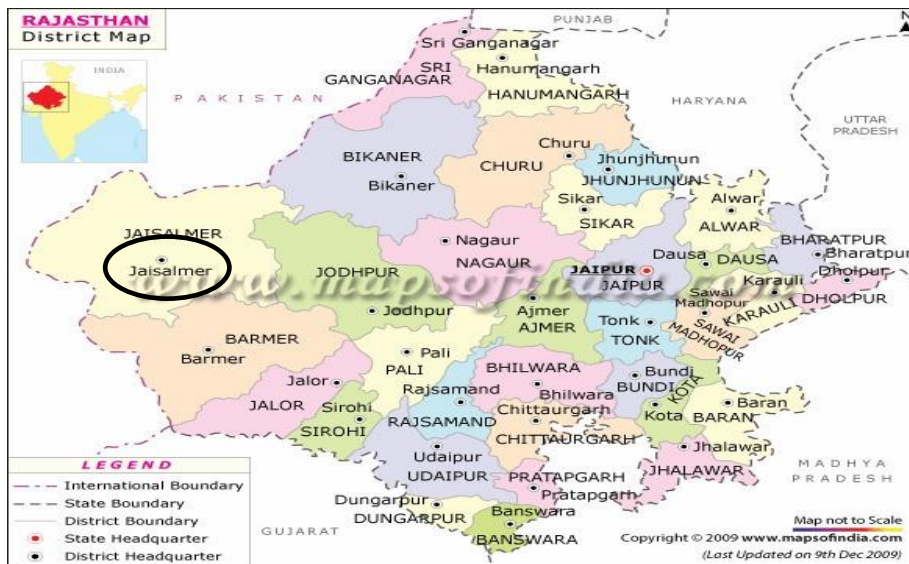 RAJASTHAN
District Map
N
INDIA
PUNJAB
Sri Ganganagar
SRI
GANGANAGAR
Hanumangarh
HANUMANGARH
PAKISTAN
HARYANA
UTTAR
PRADESH
BIKANER
Bikaner
Churu
CHURU
Jhunjhunun
JHUNJHUNUN
Sikar
SIKAR
Alwar
ALWAR
JAISALMER
Jaisalmer
JODHPUR
Jodhpur
Nagaur
NAGAUR
JAIPUR
JAIPUR
Dausa
DAUSA
BHARATPUR
Bharatpur
Dholpur
DHOLPUR
Karauli
KARAULI
Sawai
Madhopur
SAWAI
MADHOPUR
www.mapsofindia.com
Ajmer
AJMER
Tonk
TONK
BARMER
Barmer
Pali
PALI
Jalor
JALOR
Sirohi
SIROHI
Rajsamand
RAJSAMAND
BHILWARA
Bhilwara
Bundi
BUNDI
KOTA
Kota
Baran
BARAN
Chittaurgarh
CHITTAURGARH
Jhalawar
JHALAWAR
Udaipur
UDAIPUR
PRATAPGARH
Pratapgarh
Dungarpur
DUNGARPUR
Banswara
BANSWARA
MADHYA
PRADESH
GUJARAT
LEGEND
International Boundary
State Boundary
District Boundary
State Headquarter
District Headquarter
Map not to Scale
Copyright © 2009 www.mapsofindia.com
(Last Updated on 9th Dec 2009)